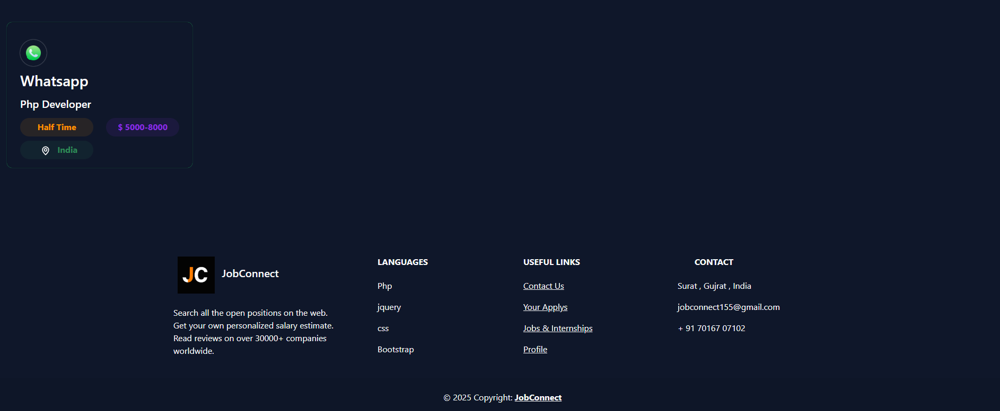 Whatsapp
Php Developer
Half Time
$ 5000-8000
India
JC
JobConnect
Search all the open positions on the web.
Get your own personalized salary estimate.
Read reviews on over 30000+ companies
worldwide.
LANGUAGES
Php
jquery
css
Bootstrap
USEFUL LINKS
Contact Us
Your Applys
Jobs & Internships
Profile
CONTACT
Surat , Gujrat , India
jobconnect155@gmail.com
+ 91 70167 07102
© 2025 Copyright: JobConnect